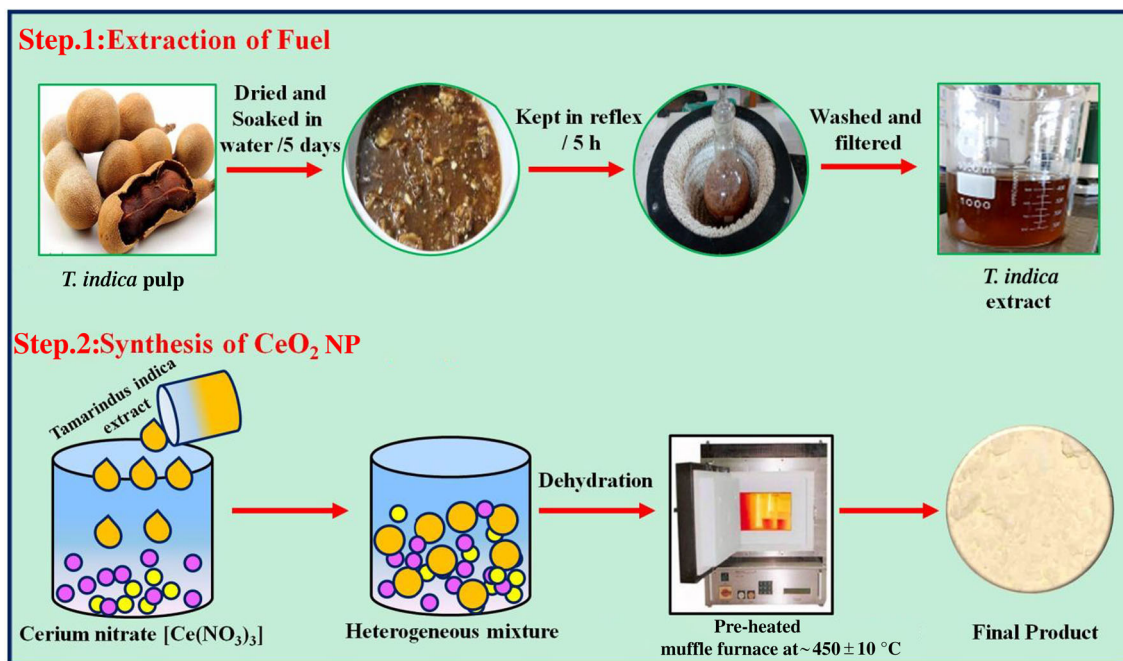 Step.1:Extraction of Fuel
Dried and
Soaked in
water /5 days
Kept in reflex
/ 5 h
Washed and
filtered
1000
T. indica pulp
T. indica
extract
Step.2:Synthesis of CeO₂ NP
Tamarindus indica
extract
Dehydration
Cerium nitrate [Ce(NO₃)₃]
Heterogeneous mixture
Pre-heated
muffle furnace at~450 ± 10 °C
Final Product